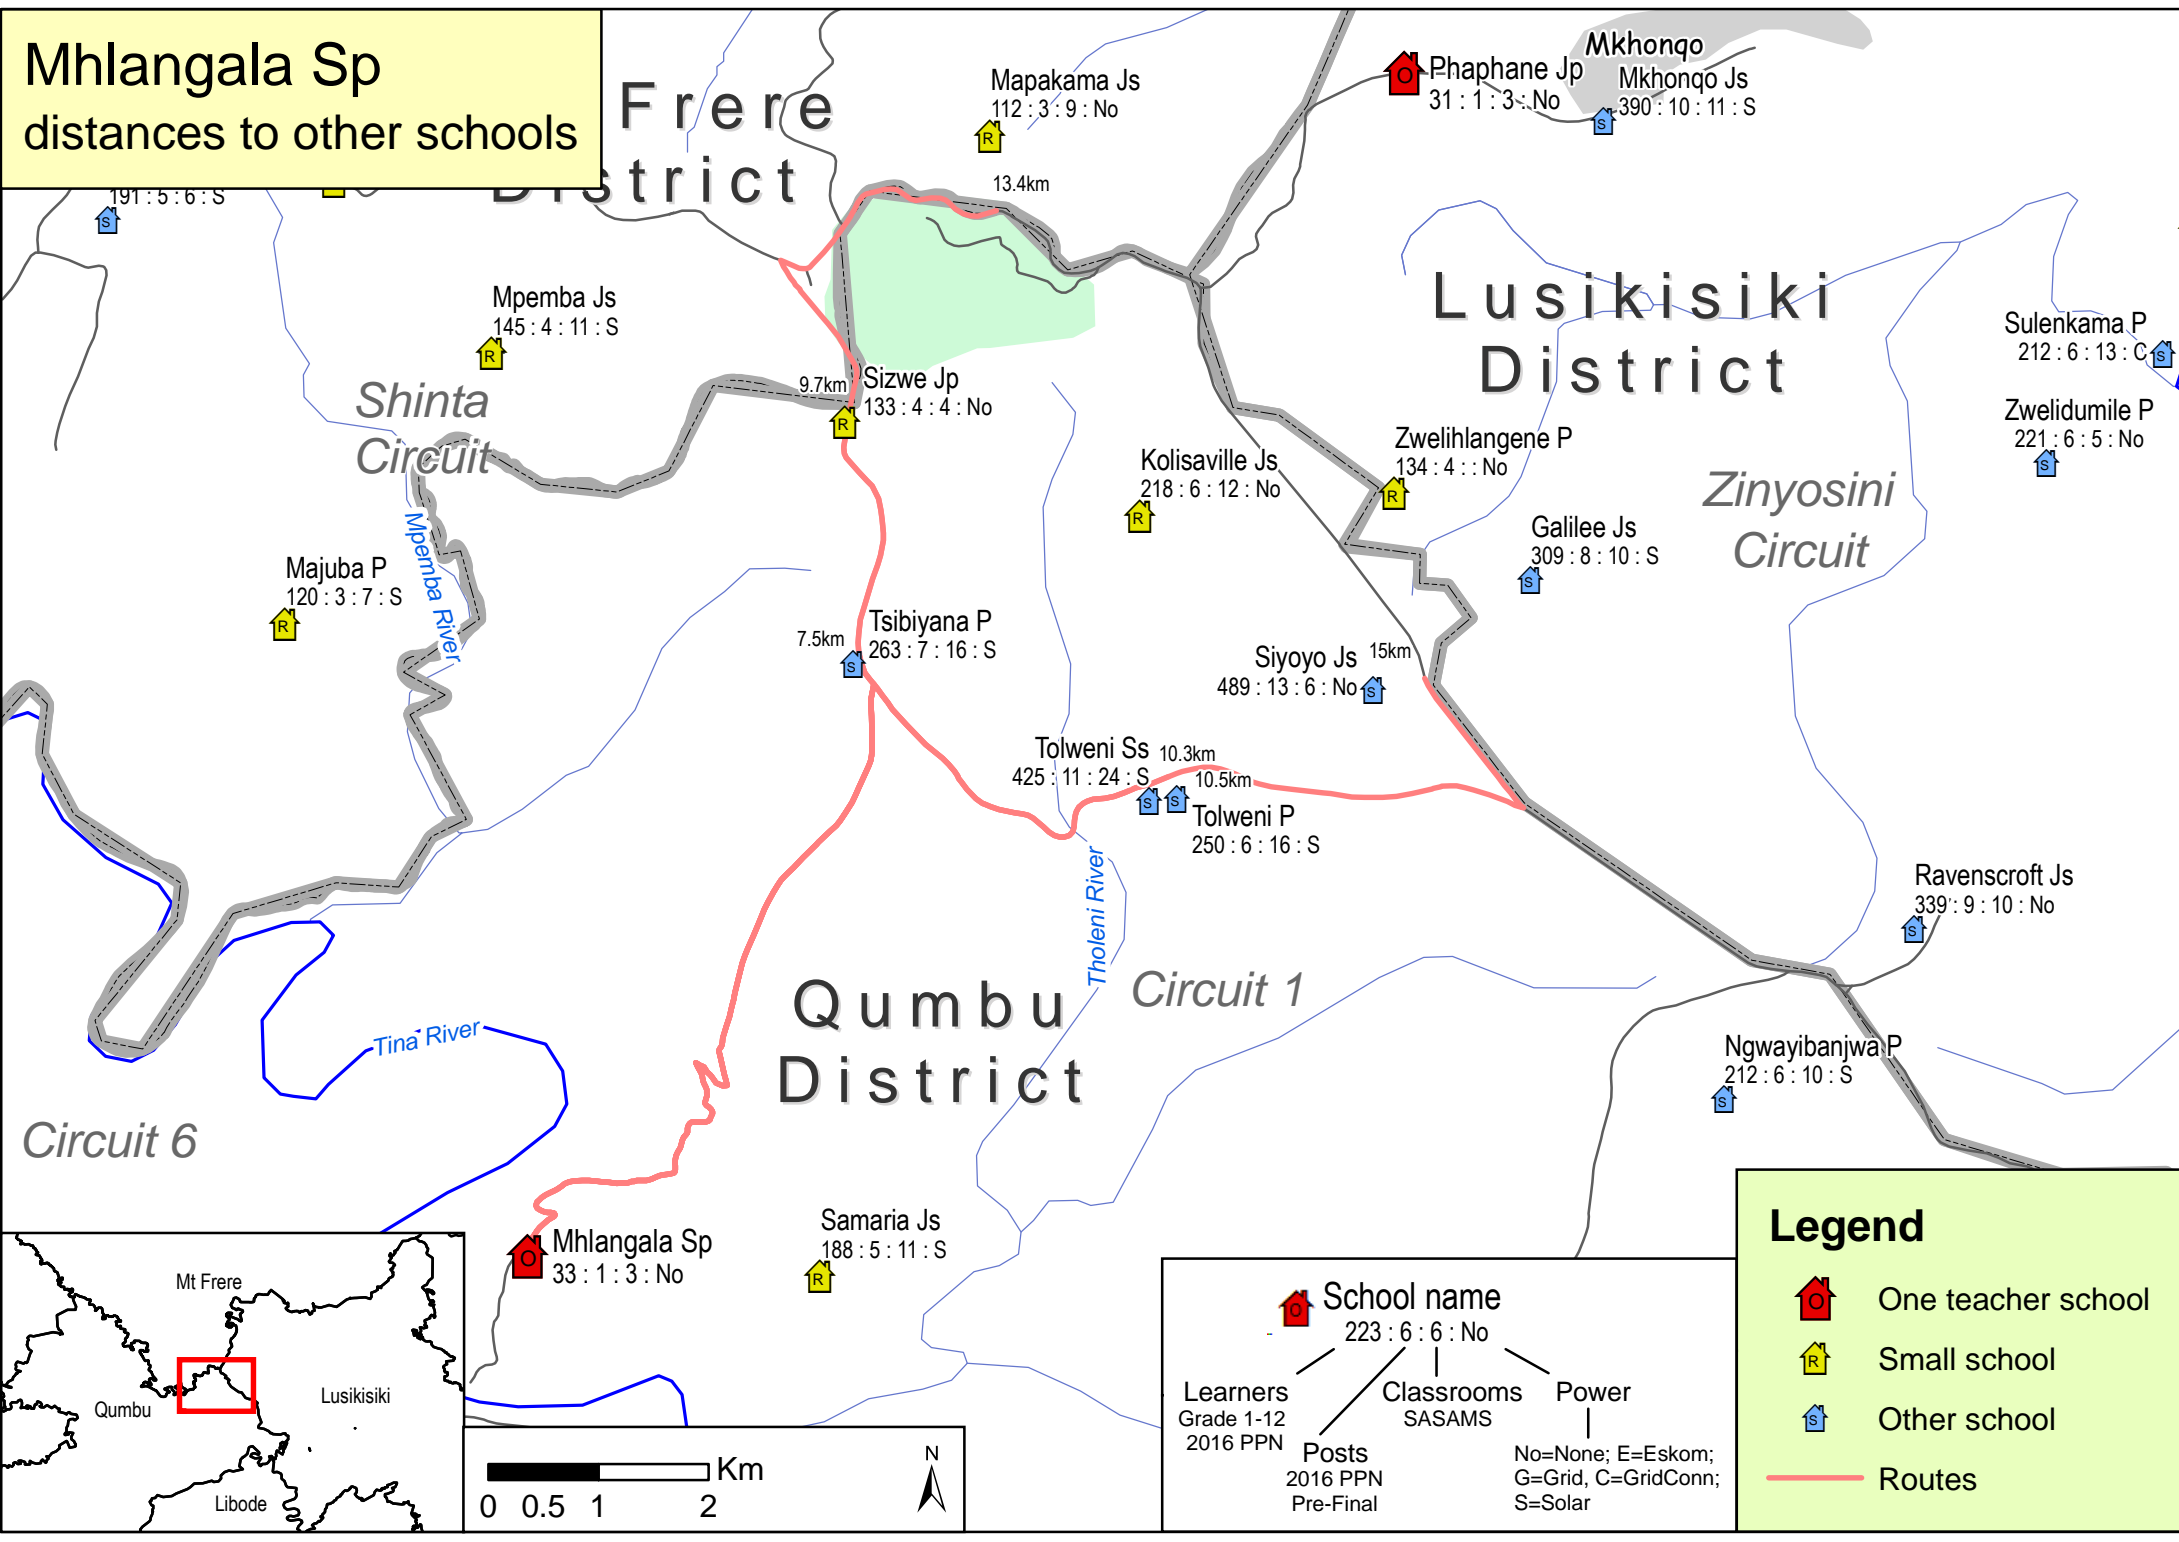 Mhlangala Sp
distances to other schools
Frere
District
Mapakama Js
112 : 3 : 9 : No
13.4km
Phaphane Jp
31 : 1 : 3 : No
Mkhonqo
Mkhonqo Js
390 : 10 : 11 : S
191 : 5 : 6 : S
Mpemba Js
145 : 4 : 11 : S
Lusikisiki
District
Sulenkama P
212 : 6 : 13 : C
Shinta
Circuit
9.7km
Sizwe Jp
133 : 4 : 4 : No
Zwelidumile P
221 : 6 : 5 : No
Kolisaville Js
218 : 6 : 12 : No
Zwelihlangene P
134 : 4 : : No
Zinyosini
Circuit
Galilee Js
309 : 8 : 10 : S
Mpemba River
Majuba P
120 : 3 : 7 : S
7.5km
Tsibiyana P
263 : 7 : 16 : S
Siyoyo Js
489 : 13 : 6 : No
15km
Tolweni Ss
425 : 11 : 24 : S
10.3km
10.5km
Tolweni P
250 : 6 : 16 : S
Tholeni River
Ravenscroft Js
339 : 9 : 10 : No
Qumbu
District
Circuit 1
Tina River
Ngwayibanjwa P
212 : 6 : 10 : S
Circuit 6
Mhlangala Sp
33 : 1 : 3 : No
Samaria Js
188 : 5 : 11 : S
Mt Frere
Qumbu
Lusikisiki
Libode
Km
0 0.5 1 2
N
School name
223 : 6 : 6 : No
Learners
Grade 1-12
2016 PPN
Posts
2016 PPN
Pre-Final
Classrooms
SASAMS
Power
No=None; E=Eskom;
G=Grid, C=GridConn;
S=Solar
Legend
O One teacher school
R Small school
S Other school
Routes